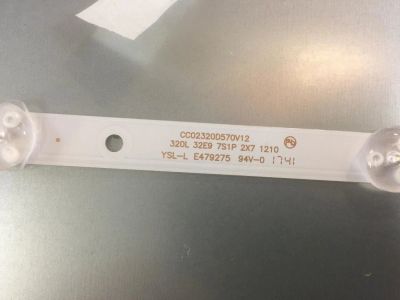 CC02320D570V12
320L 32E9 7S1P 2X7 1210
YSL-L E479275 94V-0 1741